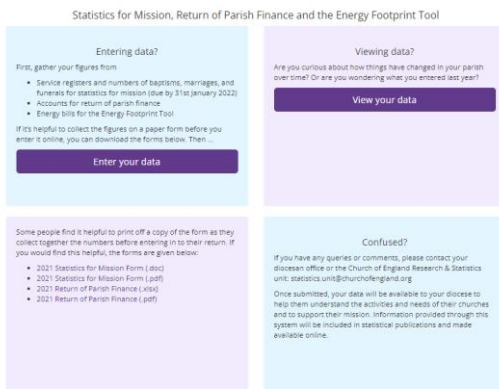 Statistics for Mission, Return of Parish Finance and the Energy Footprint Tool
Entering data?
First, gather your figures from
• Service registers and numbers of baptisms, marriages, and
funerals for statistics for mission (due by 31st January 2022)
• Accounts for return of parish finance
• Energy bills for the Energy Footprint Tool
If it's helpful to collect the figures on a paper form before you
enter it online, you can download the forms below. Then ...
Enter your data
Viewing data?
Are you curious about how things have changed in your parish
over time? Or are you wondering what you entered last year?
View your data
Some people find it helpful to print off a copy of the form as they
collect together the numbers before entering in to their return. If
you would find this helpful, the forms are given below:
• 2021 Statistics for Mission Form (.doc)
• 2021 Statistics for Mission Form (.pdf)
• 2021 Return of Parish Finance (.xlsx)
• 2021 Return of Parish Finance (.pdf)
Confused?
If you have any queries or comments, please contact your
diocesan office or the Church of England Research & Statistics
unit: statistics.unit@churchofengland.org
Once submitted, your data will be available to your diocese to
help them understand the activities and needs of their churches
and to support their mission. Information provided through this
system will be included in statistical publications and made
available online.